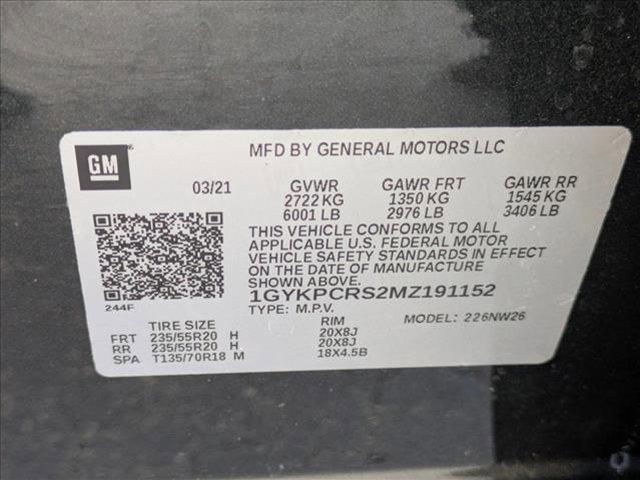 GM
MFD BY GENERAL MOTORS LLC
03/21 GVWR GAWR FRT GAWR RR
2722 KG 1350 KG 1545 KG
6001 LB 2976 LB 3406 LB
THIS VEHICLE CONFORMS TO ALL
APPLICABLE U.S. FEDERAL MOTOR
VEHICLE SAFETY STANDARDS IN EFFECT
ON THE DATE OF MANUFACTURE
SHOWN ABOVE.
244F
1GYKPCRS2MZ191152
TYPE: M.P.V. MODEL: 226NW26
TIRE SIZE RIM
FRT 235/55R20 H 20X8J
RR 235/55R20 H 20X8J
SPA T135/70R18 M 18X4.5B